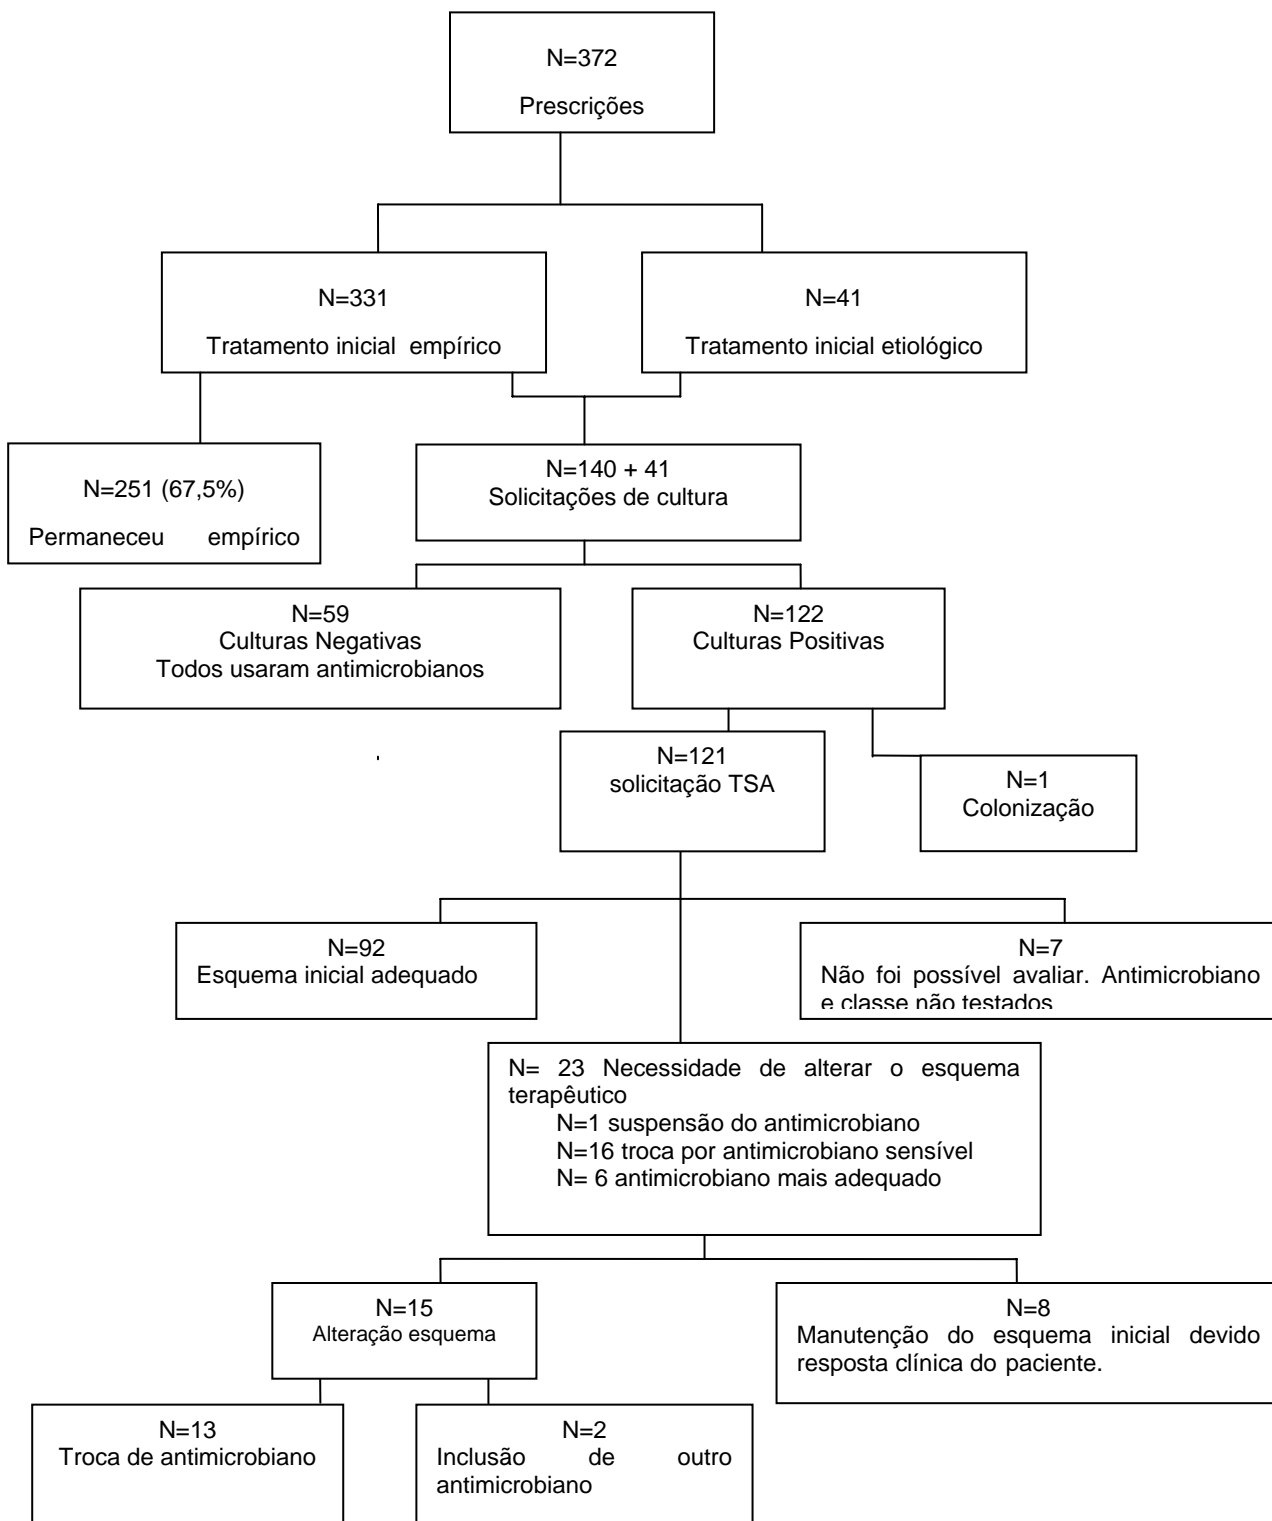 N=372
Prescrições
N=331
Tratamento inicial empírico
N=41
Tratamento inicial etiológico
N=251 (67,5%)
Permaneceu empírico
N=140 + 41
Solicitações de cultura
N=59
Culturas Negativas
Todos usaram antimicrobianos
N=122
Culturas Positivas
N=121
solicitação TSA
N=1
Colonização
N=92
Esquema inicial adequado
N=7
Não foi possível avaliar. Antimicrobiano
e classe não testados
N= 23 Necessidade de alterar o esquema
terapêutico
N=1 suspensão do antimicrobiano
N=16 troca por antimicrobiano sensível
N= 6 antimicrobiano mais adequado
N=15
Alteração esquema
N=8
Manutenção do esquema inicial devido
resposta clínica do paciente.
N=13
Troca de antimicrobiano
N=2
Inclusão de outro
antimicrobiano